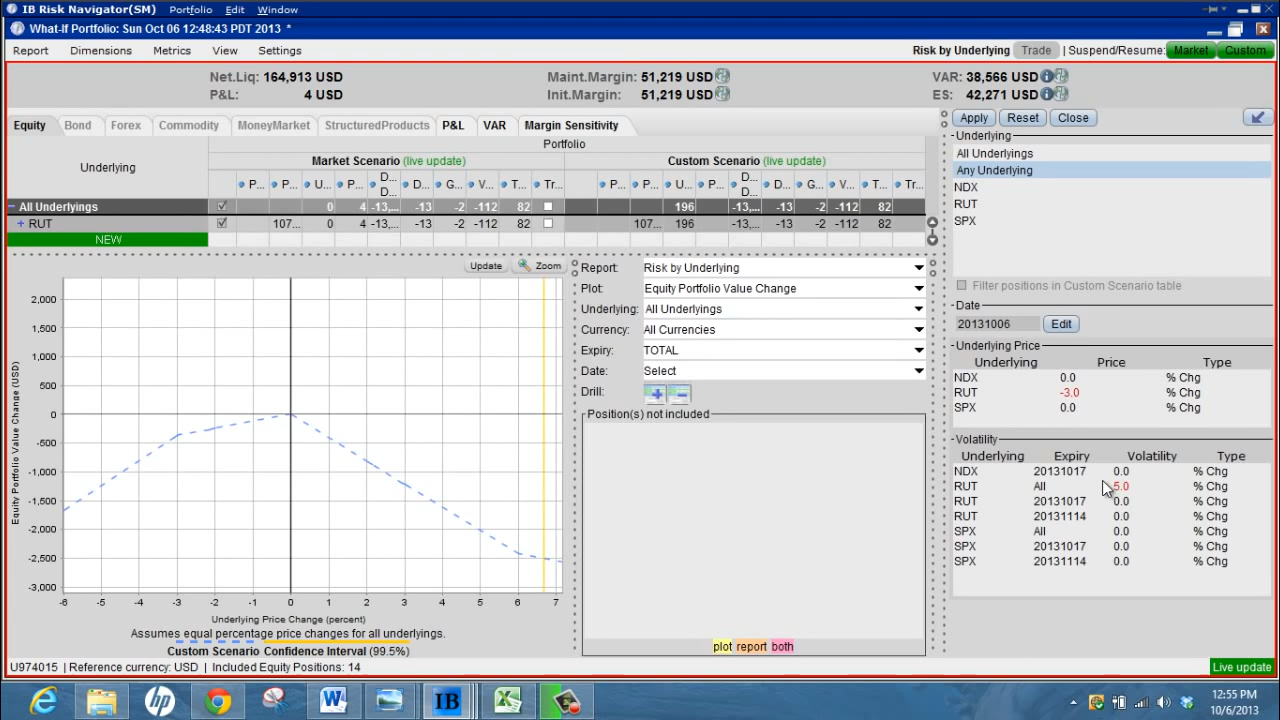 IB Risk Navigator(SM) Portfolio Edit Window
What-If Portfolio: Sun Oct 06 12:48:43 PDT 2013 *
Report Dimensions Metrics View Settings Risk by Underlying Trade | Suspend/Resume: Market Custom
Net.Liq: 164,913 USD Maint.Margin: 51,219 USD VAR: 38,566 USD
P&L: 4 USD Init.Margin: 51,219 USD ES: 42,271 USD
Equity Bond Forex Commodity MoneyMarket StructuredProducts P&L VAR Margin Sensitivity
Portfolio
Underlying Market Scenario (live update) Custom Scenario (live update)
P... P... U... P... D... D... D... G... V... T... Tr... P... P... U... P... D... D... D... G... V... T... Tr...
− All Underlyings 0 4 -13,... -13 -2 -112 82 196 -13,... -13 -2 -112 82
+ RUT 107... 0 4 -13,... -13 -2 -112 82 107... 196 -13,... -13 -2 -112 82
NEW
Update Zoom
Equity Portfolio Value Change (USD)
2,000
1,500
1,000
500
0
-500
-1,000
-1,500
-2,000
-2,500
-3,000
-6 -5 -4 -3 -2 -1 0 1 2 3 4 5 6 7
Underlying Price Change (percent)
Assumes equal percentage price changes for all underlyings.
Custom Scenario Confidence Interval (99.5%)
Report: Risk by Underlying
Plot: Equity Portfolio Value Change
Underlying: All Underlyings
Currency: All Currencies
Expiry: TOTAL
Date: Select
Drill: + −
Position(s) not included
plot report both
Apply Reset Close
Underlying
All Underlyings
Any Underlying
NDX
RUT
SPX
Filter positions in Custom Scenario table
Date
20131006 Edit
Underlying Price
Underlying Price Type
NDX 0.0 % Chg
RUT -3.0 % Chg
SPX 0.0 % Chg
Volatility
Underlying Expiry Volatility Type
NDX 20131017 0.0 % Chg
RUT All 5.0 % Chg
RUT 20131017 0.0 % Chg
RUT 20131114 0.0 % Chg
SPX All 0.0 % Chg
SPX 20131017 0.0 % Chg
SPX 20131114 0.0 % Chg
U974015 | Reference currency: USD | Included Equity Positions: 14 Live update
hp W IB X
12:55 PM
10/6/2013